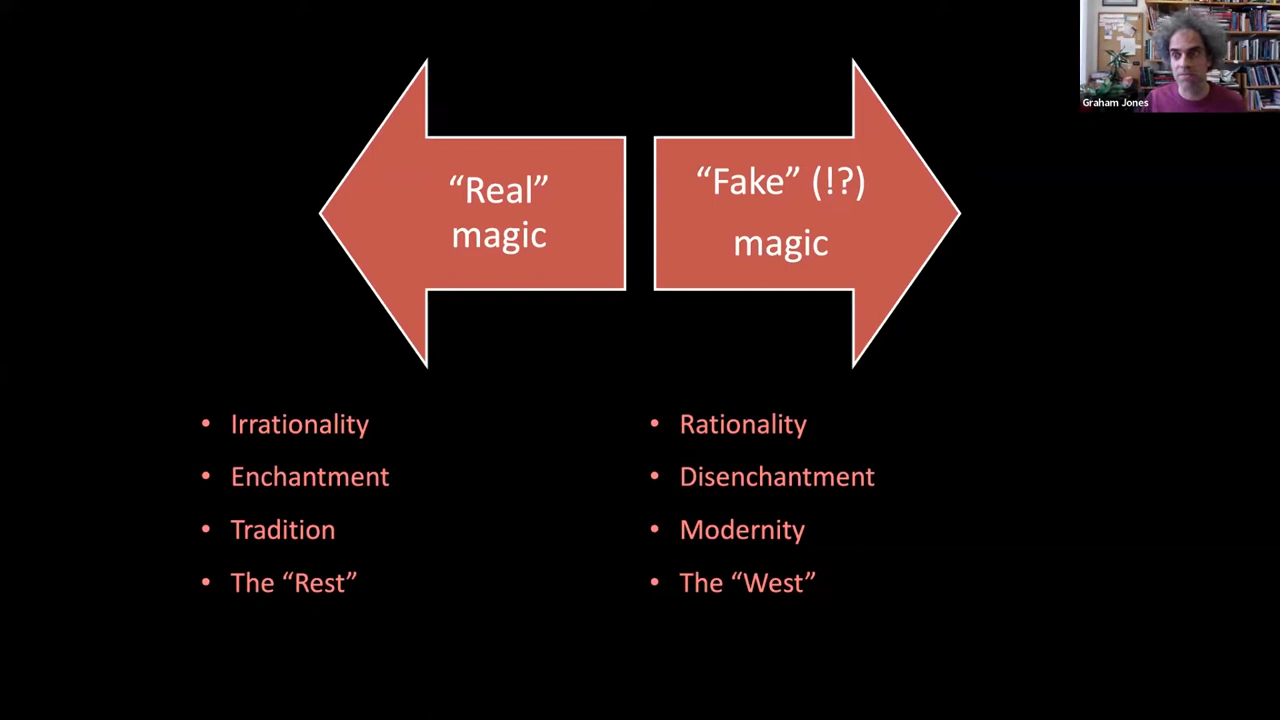 “Real”
magic
“Fake” (!?)
magic
Graham Jones
• Irrationality
• Enchantment
• Tradition
• The “Rest”
• Rationality
• Disenchantment
• Modernity
• The “West”